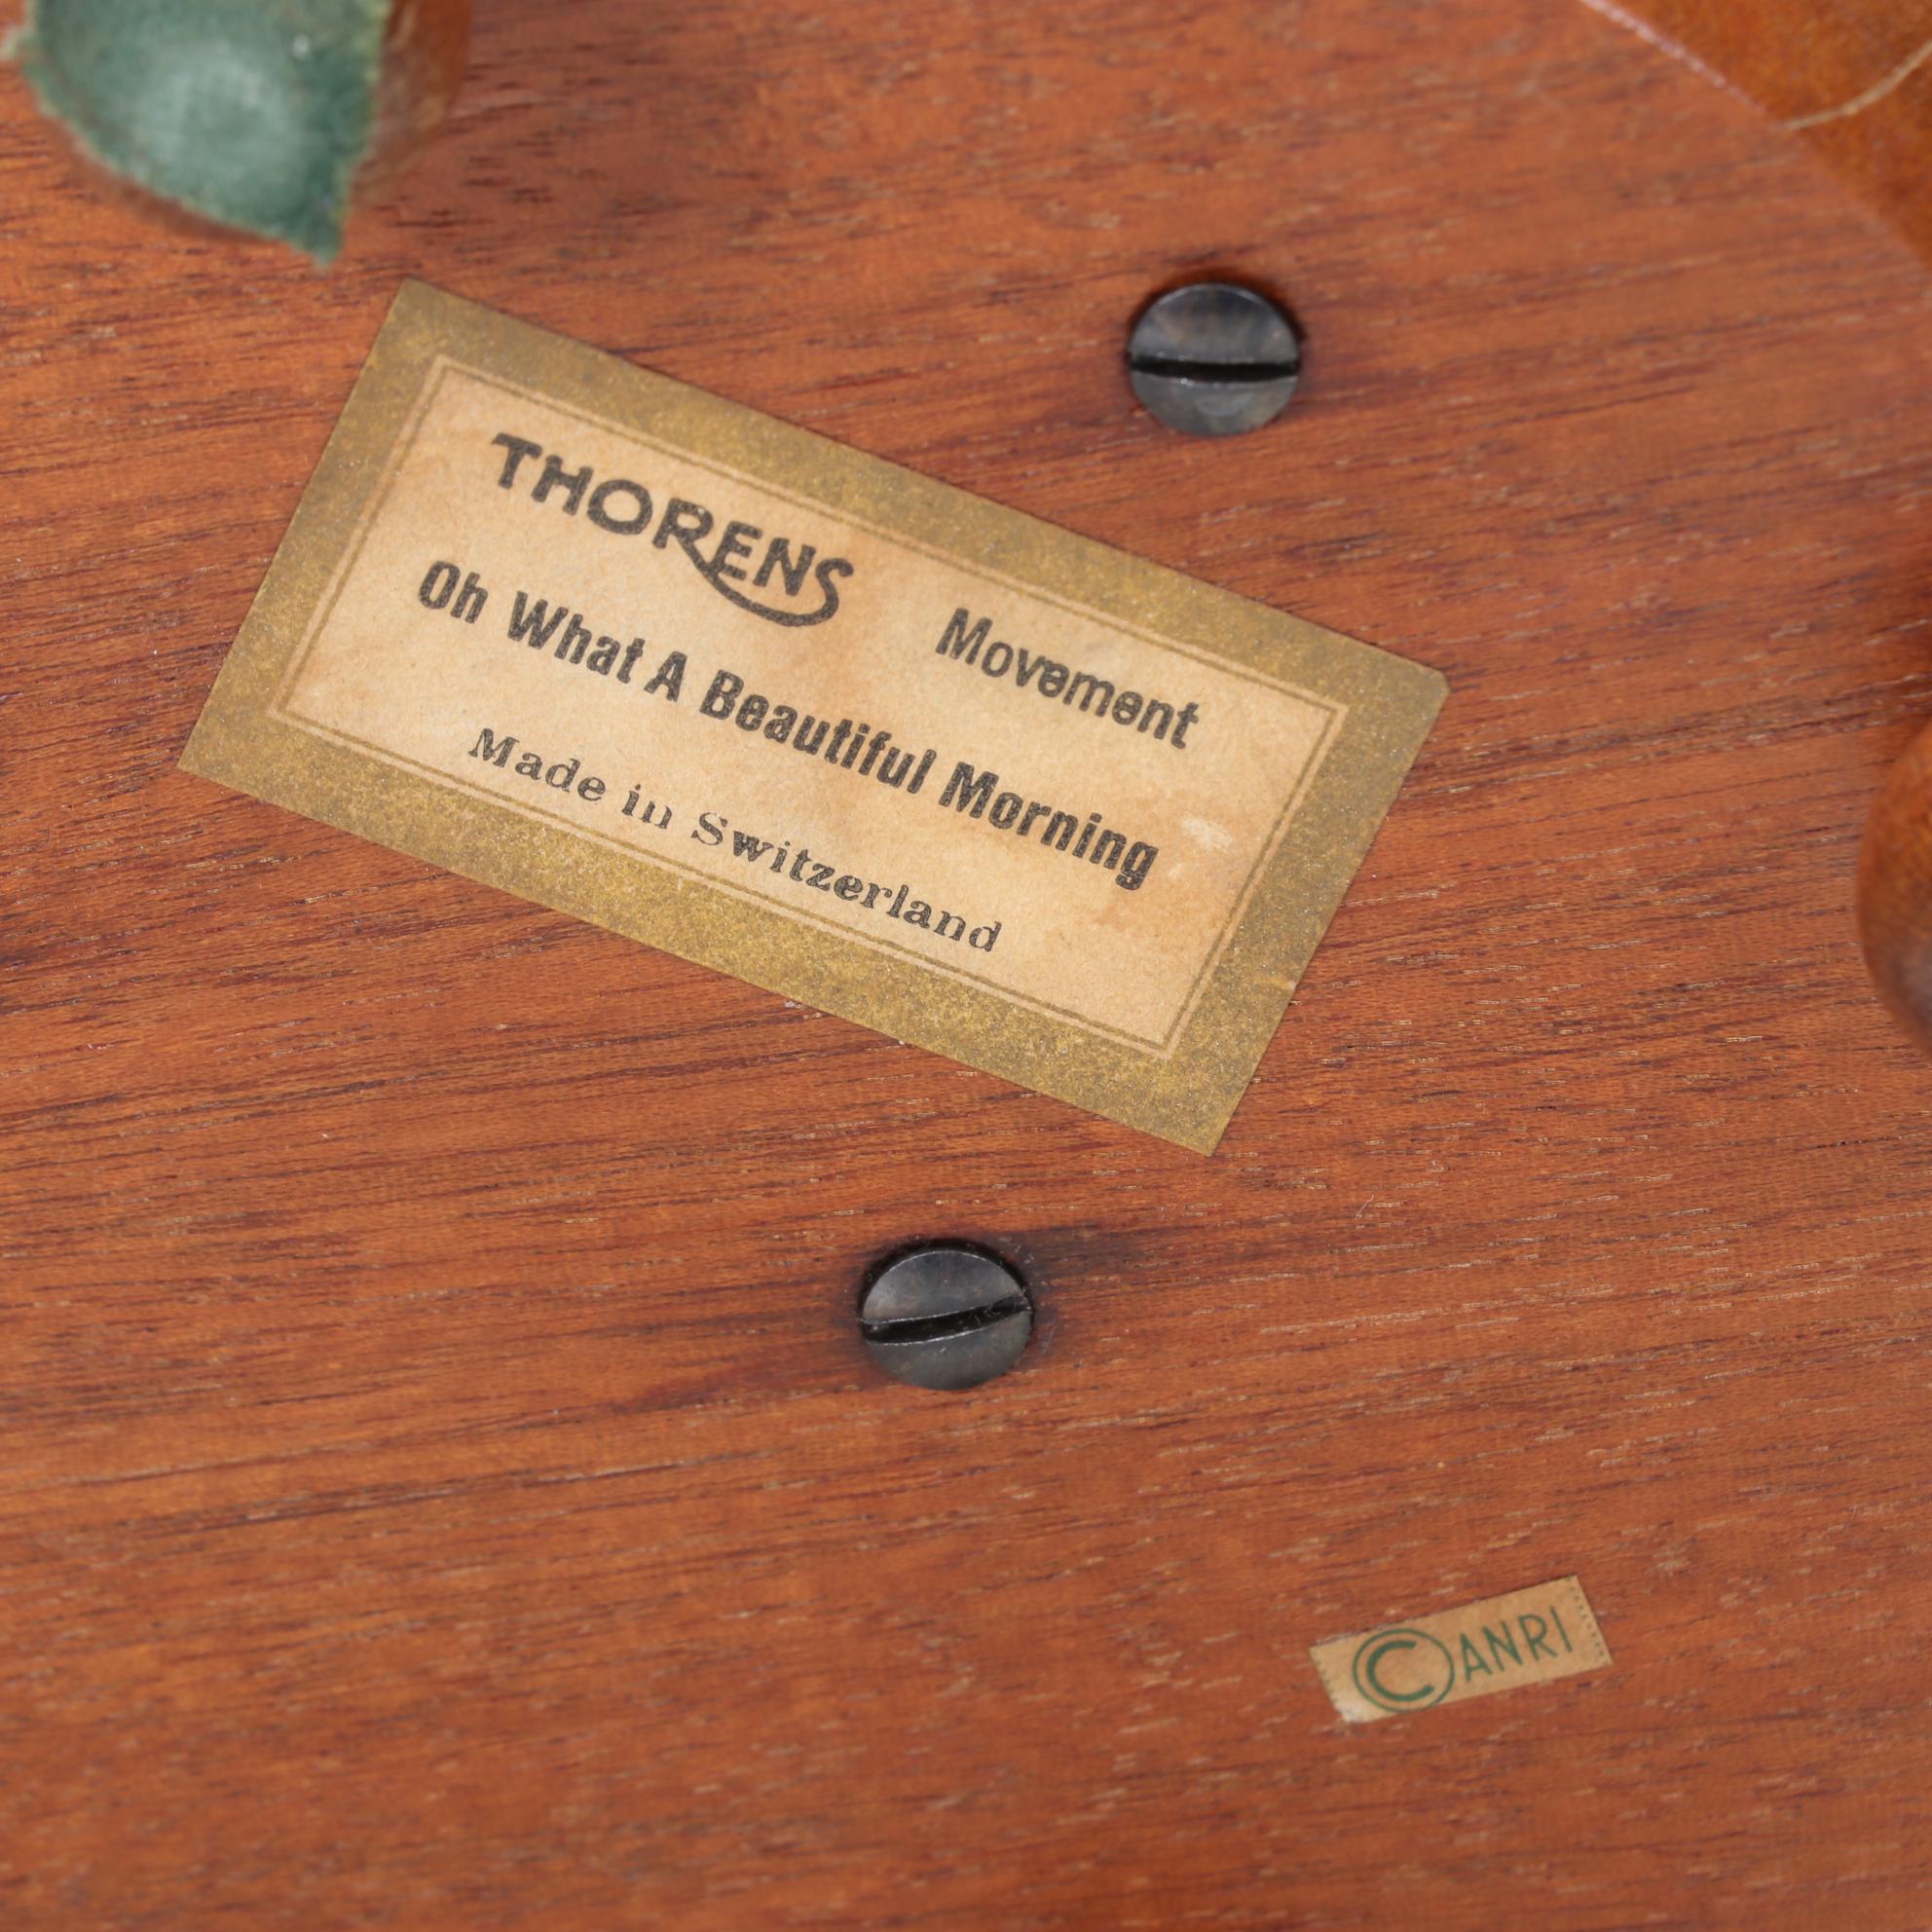 THORENS Movement
Oh What A Beautiful Morning
Made in Switzerland
© ANRI